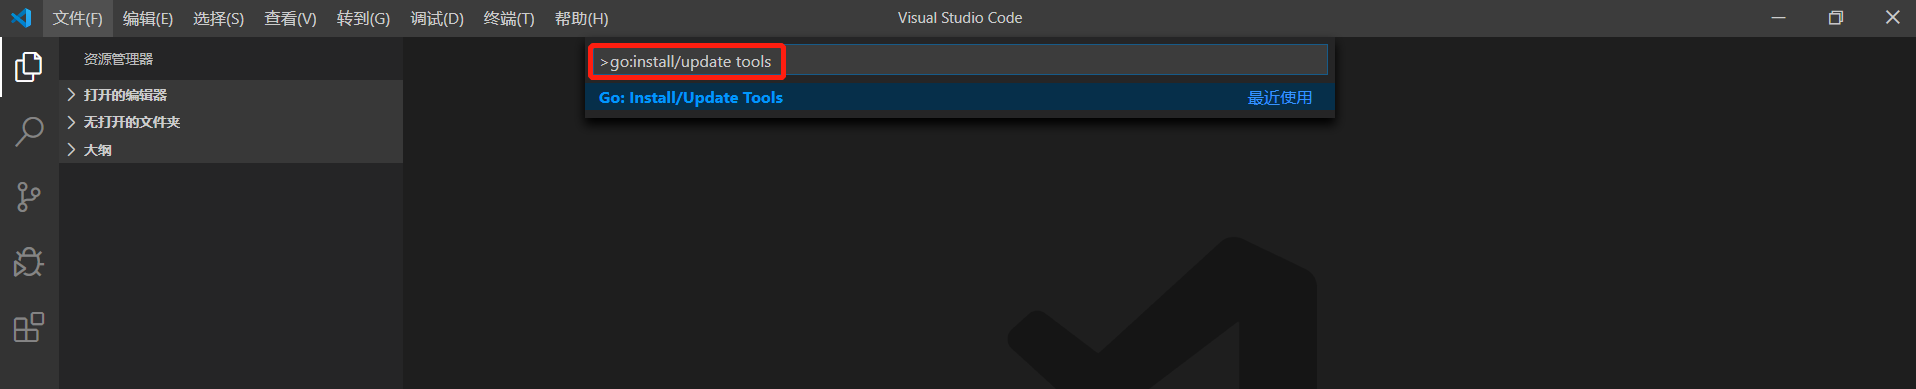 文件(F) 编辑(E) 选择(S) 查看(V) 转到(G) 调试(D) 终端(T) 帮助(H) Visual Studio Code
资源管理器
打开的编辑器
无打开的文件夹
大纲
>go:install/update tools
Go: Install/Update Tools 最近使用